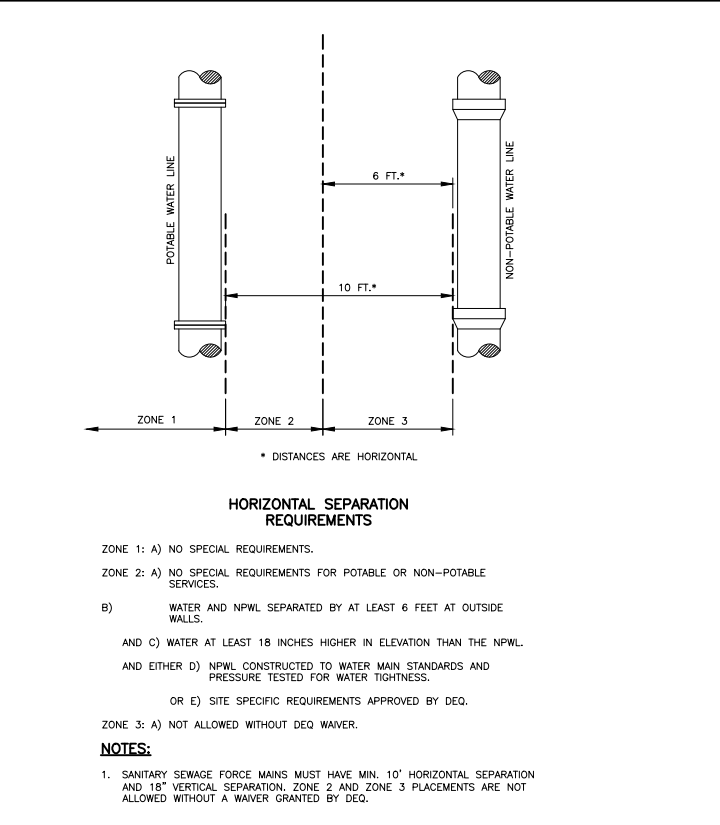 POTABLE WATER LINE
NON-POTABLE WATER LINE
6 FT.*
10 FT.*
ZONE 1
ZONE 2
ZONE 3
* DISTANCES ARE HORIZONTAL
HORIZONTAL SEPARATION
REQUIREMENTS
ZONE 1: A) NO SPECIAL REQUIREMENTS.
ZONE 2: A) NO SPECIAL REQUIREMENTS FOR POTABLE OR NON-POTABLE
SERVICES.
B) WATER AND NPWL SEPARATED BY AT LEAST 6 FEET AT OUTSIDE
WALLS.
AND C) WATER AT LEAST 18 INCHES HIGHER IN ELEVATION THAN THE NPWL.
AND EITHER D) NPWL CONSTRUCTED TO WATER MAIN STANDARDS AND
PRESSURE TESTED FOR WATER TIGHTNESS.
OR E) SITE SPECIFIC REQUIREMENTS APPROVED BY DEQ.
ZONE 3: A) NOT ALLOWED WITHOUT DEQ WAIVER.
NOTES:
1. SANITARY SEWAGE FORCE MAINS MUST HAVE MIN. 10' HORIZONTAL SEPARATION
AND 18" VERTICAL SEPARATION. ZONE 2 AND ZONE 3 PLACEMENTS ARE NOT
ALLOWED WITHOUT A WAIVER GRANTED BY DEQ.